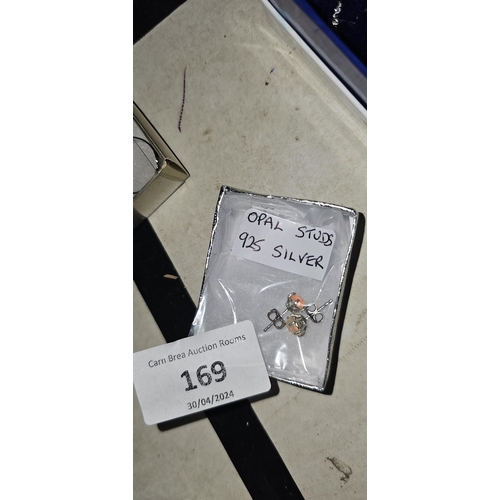 OPAL STUDS
925 SILVER
Carn Brea Auction Rooms
169
30/04/2024